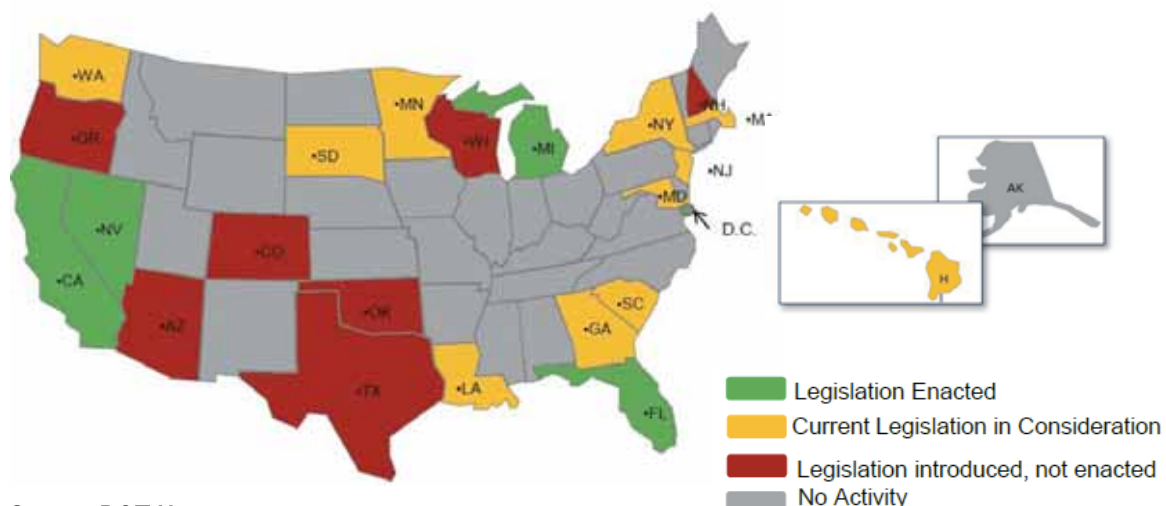 •WA
•MN
•NH
•OR
•WI
•NY
•MA
•SD
•MI
•NJ
AK
•MD
•NV
D.C.
•CO
•CA
H
•SC
•OK
•AZ
•GA
•TX
•LA
•FL
Legislation Enacted
Current Legislation in Consideration
Legislation introduced, not enacted
No Activity